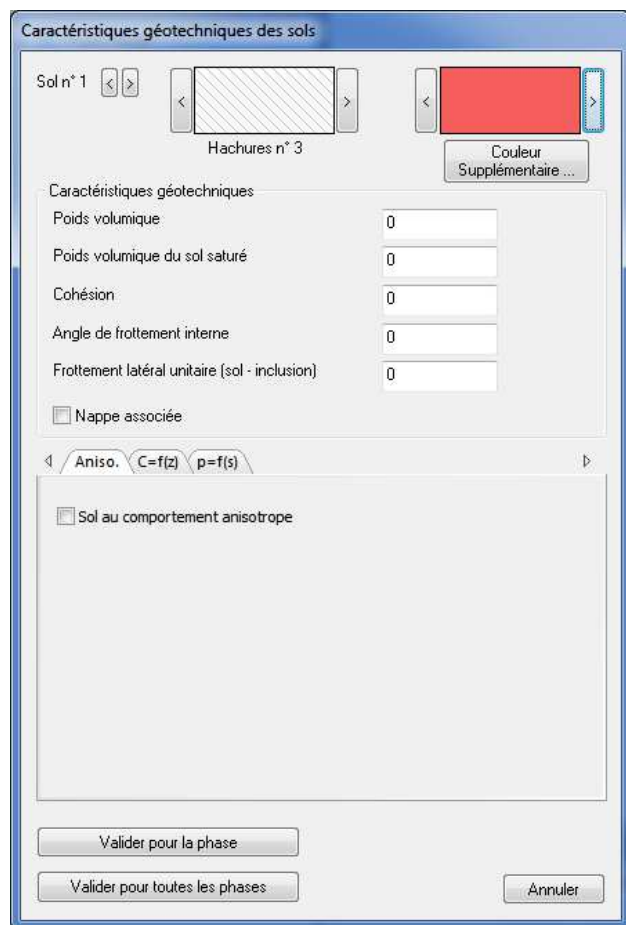 Caractéristiques géotechniques des sols
Sol n° 1 < >
< >
< >
Hachures n° 3
Couleur
Supplémentaire ...
Caractéristiques géotechniques
Poids volumique 0
Poids volumique du sol saturé 0
Cohésion 0
Angle de frottement interne 0
Frottement latéral unitaire (sol - inclusion) 0
Nappe associée
Aniso. C=f(z) p=f(s)
Sol au comportement anisotrope
Valider pour la phase
Valider pour toutes les phases
Annuler